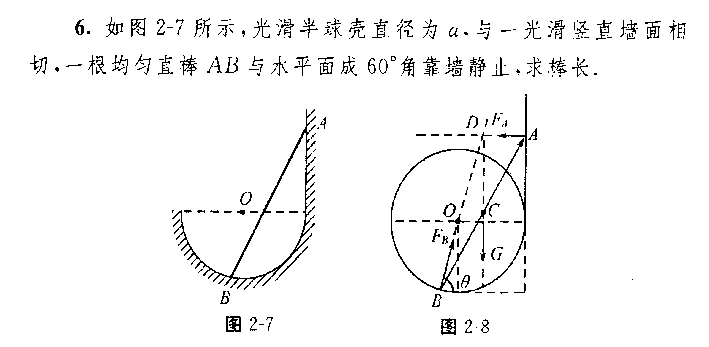 6. 如图 2-7 所示,光滑半球壳直径为 a、与一光滑竖直墙面相
切,一根均匀直棒 AB 与水平面成 60°角靠墙静止,求棒长.
A
O
B
图 2-7
D
F_A
A
O
C
F_B
G
B
θ
图 2-8